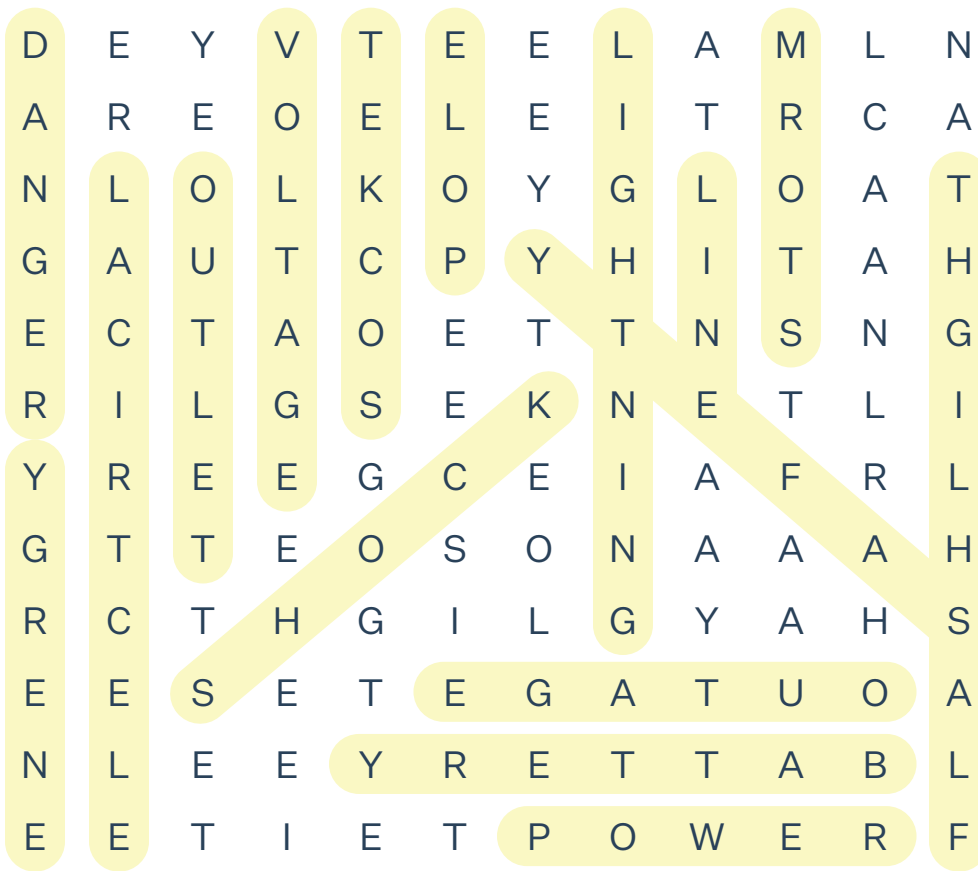 D E Y V T E E L A M L N
A R E O E L E I T R C A
N L O L K O Y G L O A T
G A U T C P Y H I T A H
E C T A O E T T N S N G
R I L G S E K N E T L I
Y R E E G C E I A F R L
G T T E O S O N A A A H
R C T H G I L G Y A H S
E E S E T E G A T U O A
N L E E Y R E T T A B L
E E T I E T P O W E R F